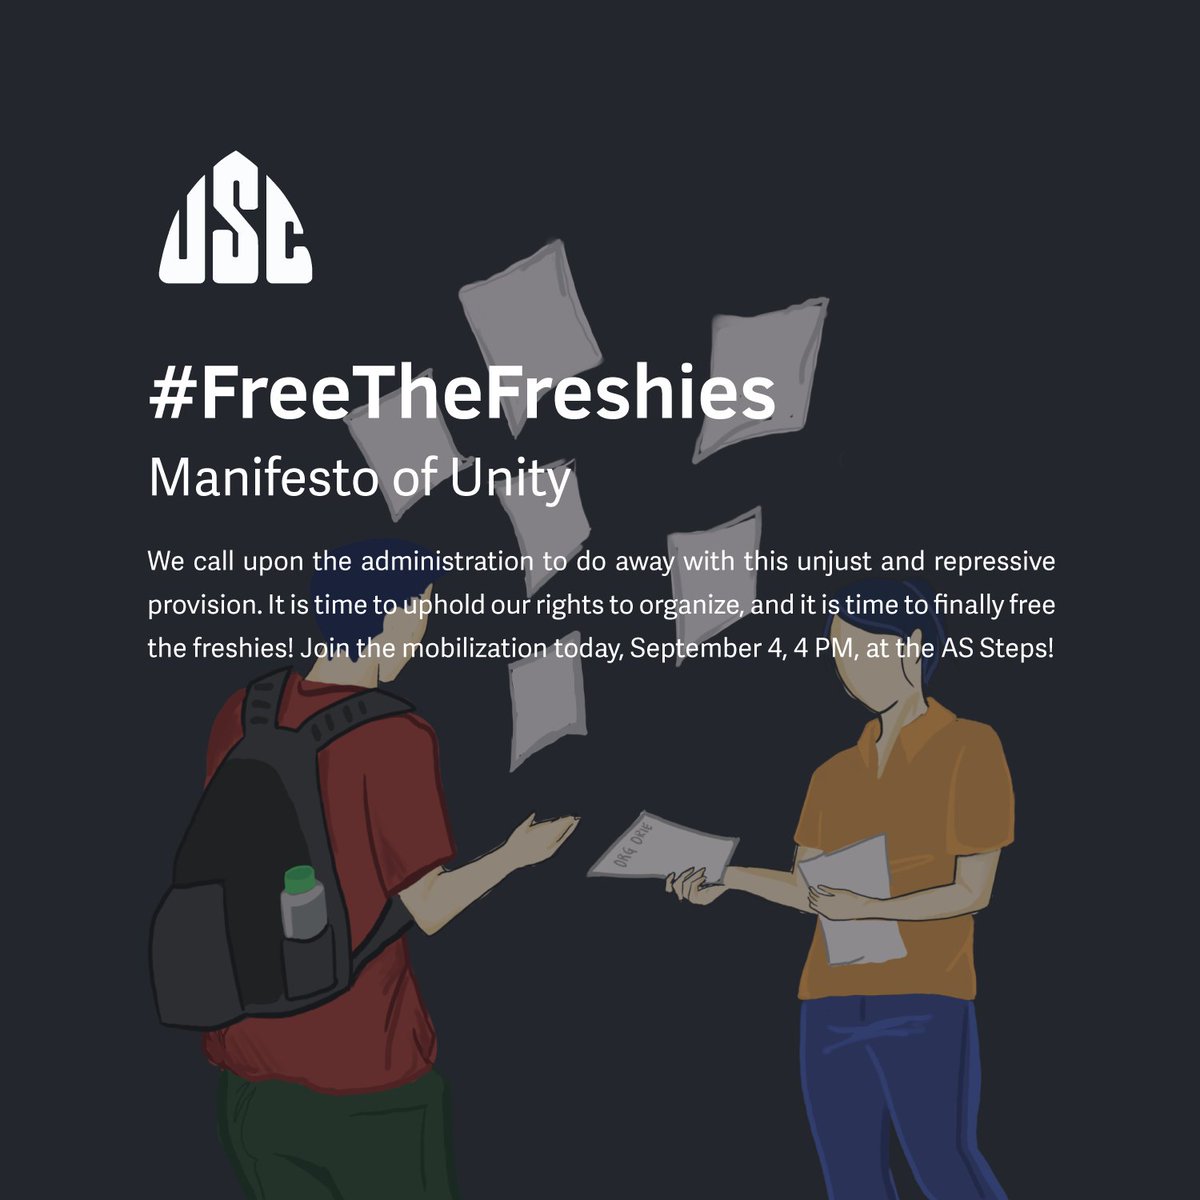 USC
#FreeTheFreshies
Manifesto of Unity
We call upon the administration to do away with this unjust and repressive
provision. It is time to uphold our rights to organize, and it is time to finally free
the freshies! Join the mobilization today, September 4, 4 PM, at the AS Steps!
ORG ORIE